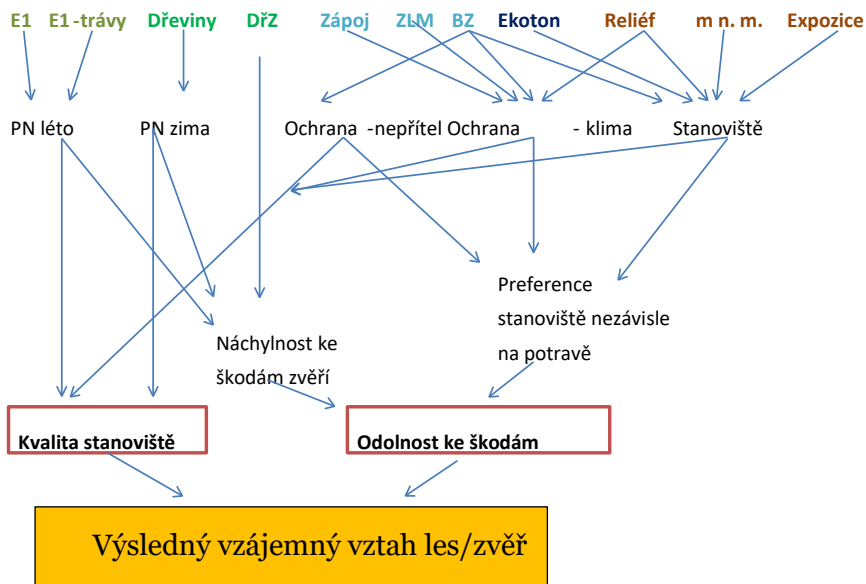 E1 E1 -trávy Dřeviny DřZ Zápoj ZLM BZ Ekoton Reliéf m n. m. Expozice
PN léto PN zima Ochrana -nepřítel Ochrana - klima Stanoviště
Preference
stanoviště nezávisle
na potravě
Náchylnost ke
škodám zvěří
Kvalita stanoviště Odolnost ke škodám
Výsledný vzájemný vztah les/zvěř